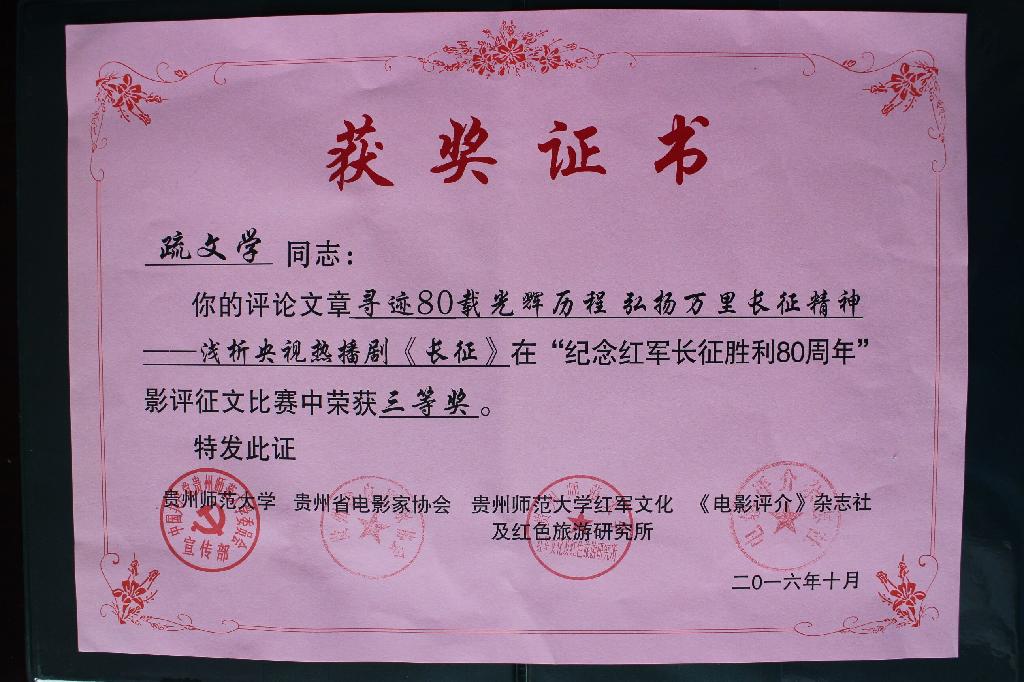 获奖证书
疏文学 同志：
你的评论文章寻迹80载光辉历程 弘扬万里长征精神
——浅析央视热播剧《长征》在“纪念红军长征胜利80周年”
影评征文比赛中荣获三等奖。
特发此证
贵州师范大学 贵州省电影家协会 贵州师范大学红军文化 《电影评介》杂志社
及红色旅游研究所
宣传部
二0一六年十月